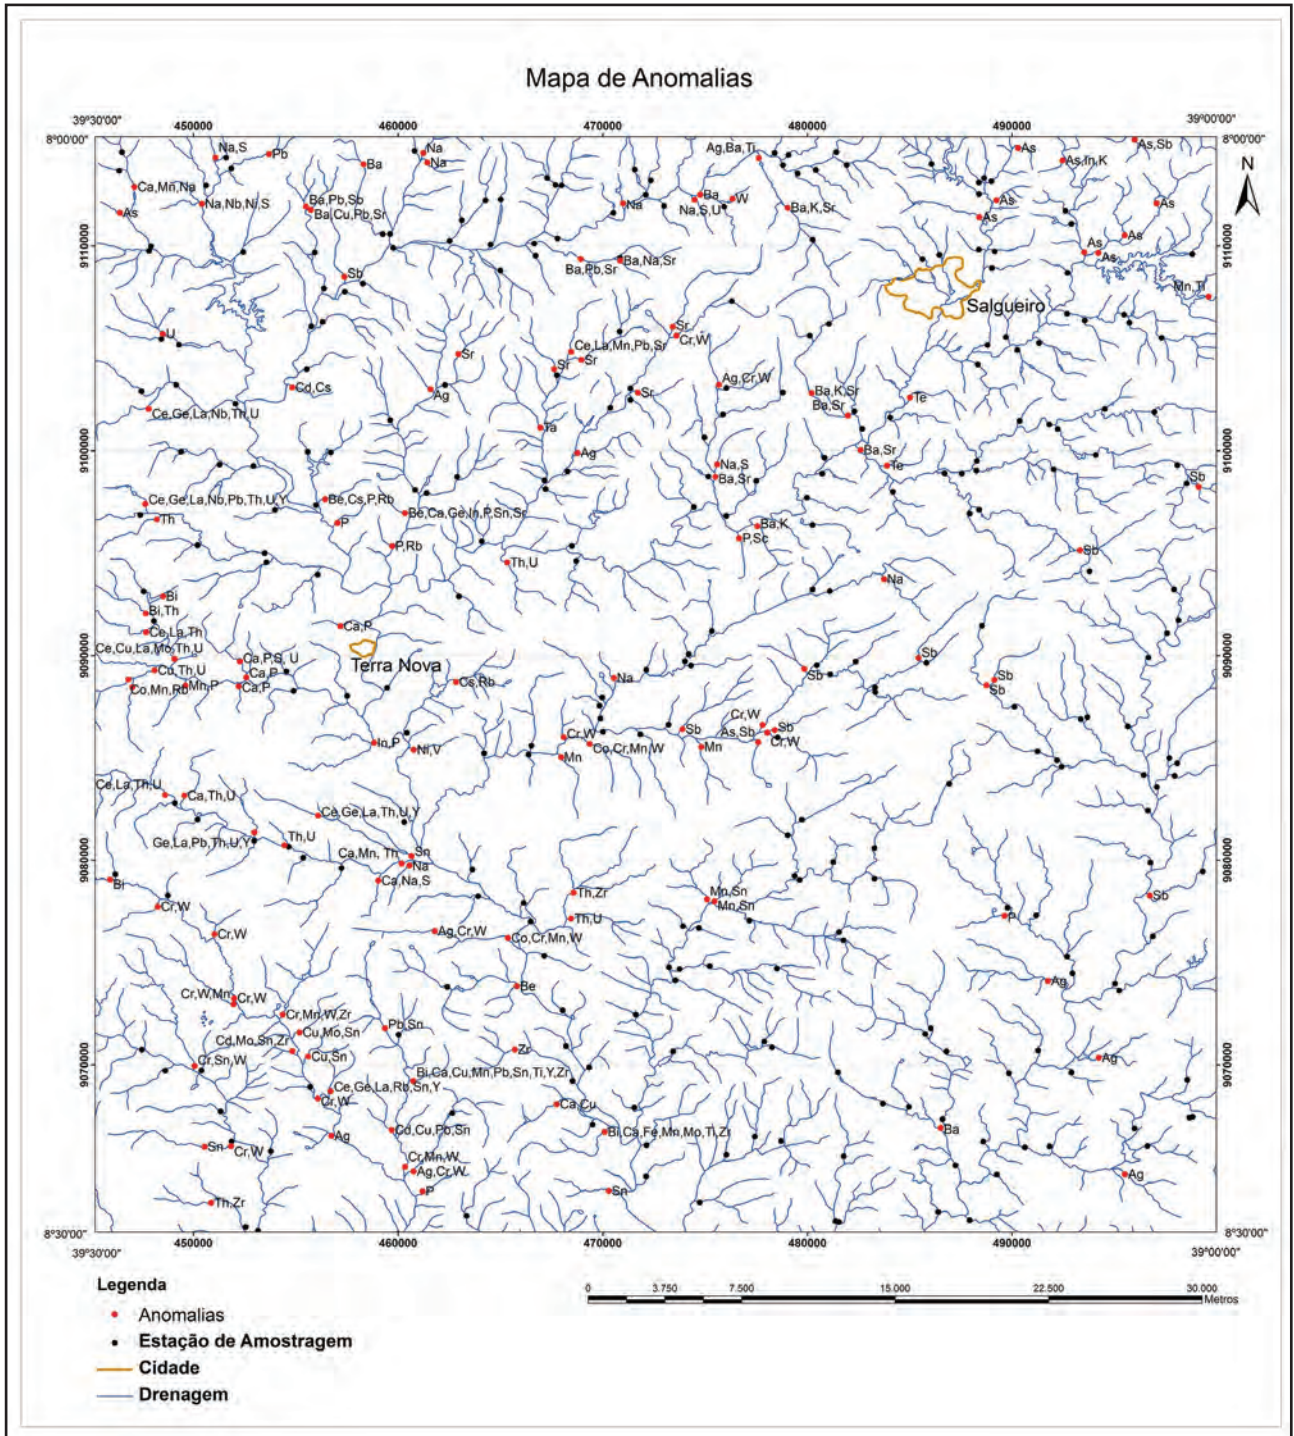 Mapa de Anomalias
39°30'00"
450000
460000
470000
480000
490000
39°00'00"
8°00'00"
8°00'00"
N
Na,S
Pb
Ba
Na
Na
Ag,Ba,Ti
As
As,In,K
As,Sb
Ca,Mn,Na
As
Na,Nb,Ni,S
Ba,Pb,Sb
Ba,Cu,Pb,Sr
Na
Ba
Na,S,U
W
Ba,K,Sr
As
As
As
As
As
9110000
9110000
Sb
Ba,Pb,Sr
Ba,Na,Sr
Mn,Tl
Salgueiro
U
Sr
Cr,W
Ce,La,Mn,Pb,Sr
Sr
Sr
Sr
Cd,Cs
Ag
Sr
Ag,Cr,W
Ba,K,Sr
Ba,Sr
Te
Ce,Ge,La,Nb,Th,U
Ta
Ag
Ba,Sr
Te
9100000
9100000
Na,S
Ba,Sr
Sb
Ce,Ge,La,Nb,Pb,Th,U,Y
Th
Be,Cs,P,Rb
P
Be,Ca,Ge,In,P,Sn,Sr
Ba,K
P,Sc
P,Rb
Th,U
Sb
Na
Bi
Bi,Th
Ce,La,Th
Ca,P
Ce,Cu,La,Mo,Th,U
Ca,P,S, U
Cu,Th,U
Ca,P
Co,Mn,Rb
Mn,P
Ca,P
Terra Nova
Cs,Rb
Na
Sb
Sb
Sb
Sb
9090000
9090000
In,P
Ni,V
Cr,W
Co,Cr,Mn,W
Mn
Sb
Mn
Cr,W
As,Sb
Sb
Cr,W
Ce,La,Th,U
Ca,Th,U
Ce,Ge,La,Th,U,Y
Ge,La,Pb,Th,U,Y
Th,U
Ca,Mn, Th
Sn
Na
Ca,Na,S
9080000
9080000
Bi
Cr,W
Cr,W
Th,Zr
Th,U
Mn,Sn
Mn,Sn
P
Sb
Ag,Cr,W
Co,Cr,Mn,W
Cr,W,Mn
Cr,W
Be
Ag
Cr,Mn,W,Zr
Cu,Mo,Sn
Pb,Sn
Cd,Mo,Sn,Zr
Cu,Sn
Zr
Ag
Cr,Sn,W
9070000
9070000
Bi,Ca,Cu,Mn,Pb,Sn,Ti,Y,Zr
Ce,Ge,La,Rb,Sn,Y
Cr,W
Ca,Cu
Ag
Cd,Cu,Pb,Sn
Bi,Ca,Fe,Mn,Mo,Ti,Zr
Ba
Sn
Cr,W
Cr,Mn,W
Ag,Cr,W
P
Sn
Ag
Th,Zr
8°30'00"
8°30'00"
39°30'00"
450000
460000
470000
480000
490000
39°00'00"
Legenda
Anomalias
Estação de Amostragem
Cidade
Drenagem
0
3.750
7.500
15.000
22.500
30.000
Metros